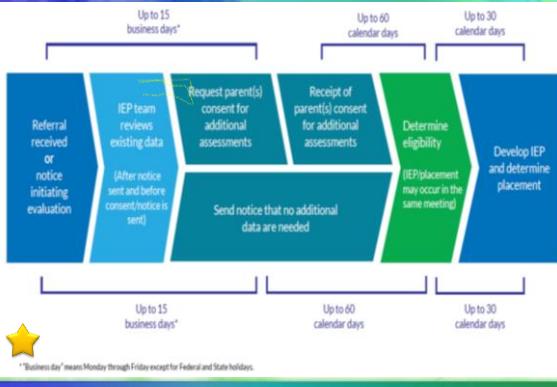 Up to 15
business days*
Up to 60
calendar days
Up to 30
calendar days
Referral
received
or
notice
initiating
evaluation
IEP team
reviews
existing data
(After notice
sent and before
consent/notice is
sent)
Request parent(s)
consent for
additional
assessments
Receipt of
parent(s) consent
for additional
assessments
Send notice that no additional
data are needed
Determine
eligibility
(IEP/placement
may occur in the
same meeting)
Develop IEP
and determine
placement
Up to 15
business days*
Up to 60
calendar days
Up to 30
calendar days
* "Business day" means Monday through Friday except for Federal and State holidays.